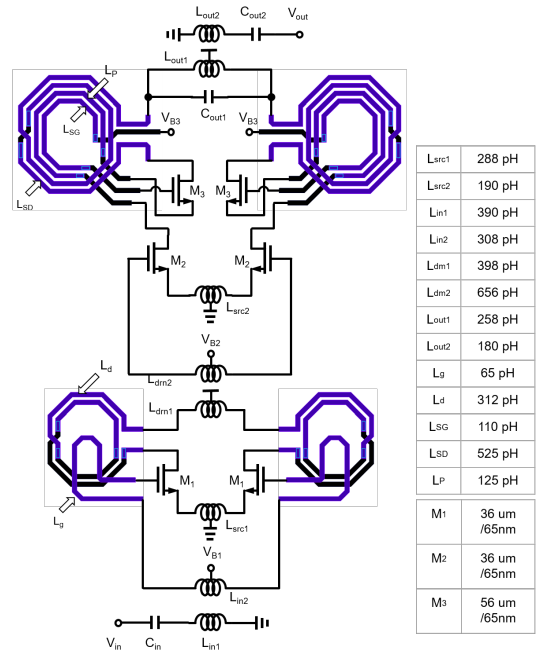 Lout2 Cout2 Vout
Lout1
LP
Cout1
VB3 VB3
LSG
LSD
M3 M3
M2 M2
Lsrc2
VB2
Ld
Ldrn2
Ldrn1
M1 M1
Lg
Lsrc1
VB1
Lin2
Vin Cin Lin1
Lsrc1 288 pH
Lsrc2 190 pH
Lin1 390 pH
Lin2 308 pH
Ldm1 398 pH
Ldm2 656 pH
Lout1 258 pH
Lout2 180 pH
Lg 65 pH
Ld 312 pH
LSG 110 pH
LSD 525 pH
LP 125 pH
M1 36 um
/65nm
M2 36 um
/65nm
M3 56 um
/65nm